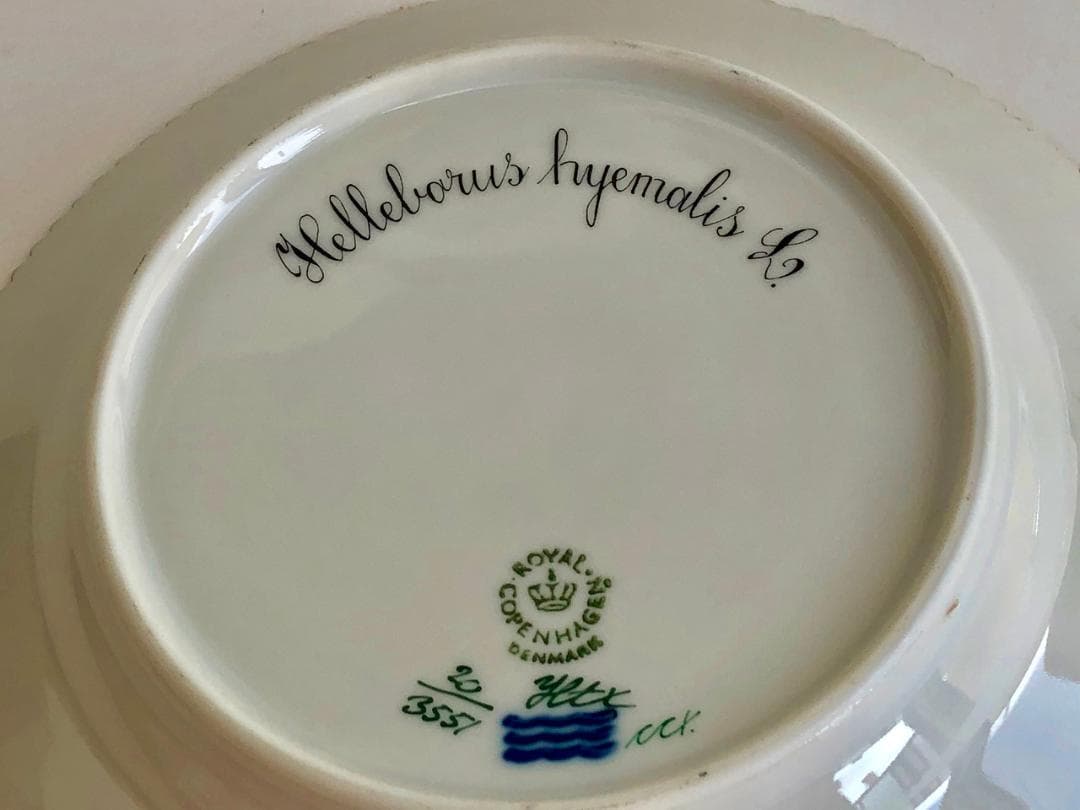 Helleborus hyemalis L.
ROYAL COPENHAGEN
DENMARK
20
3551